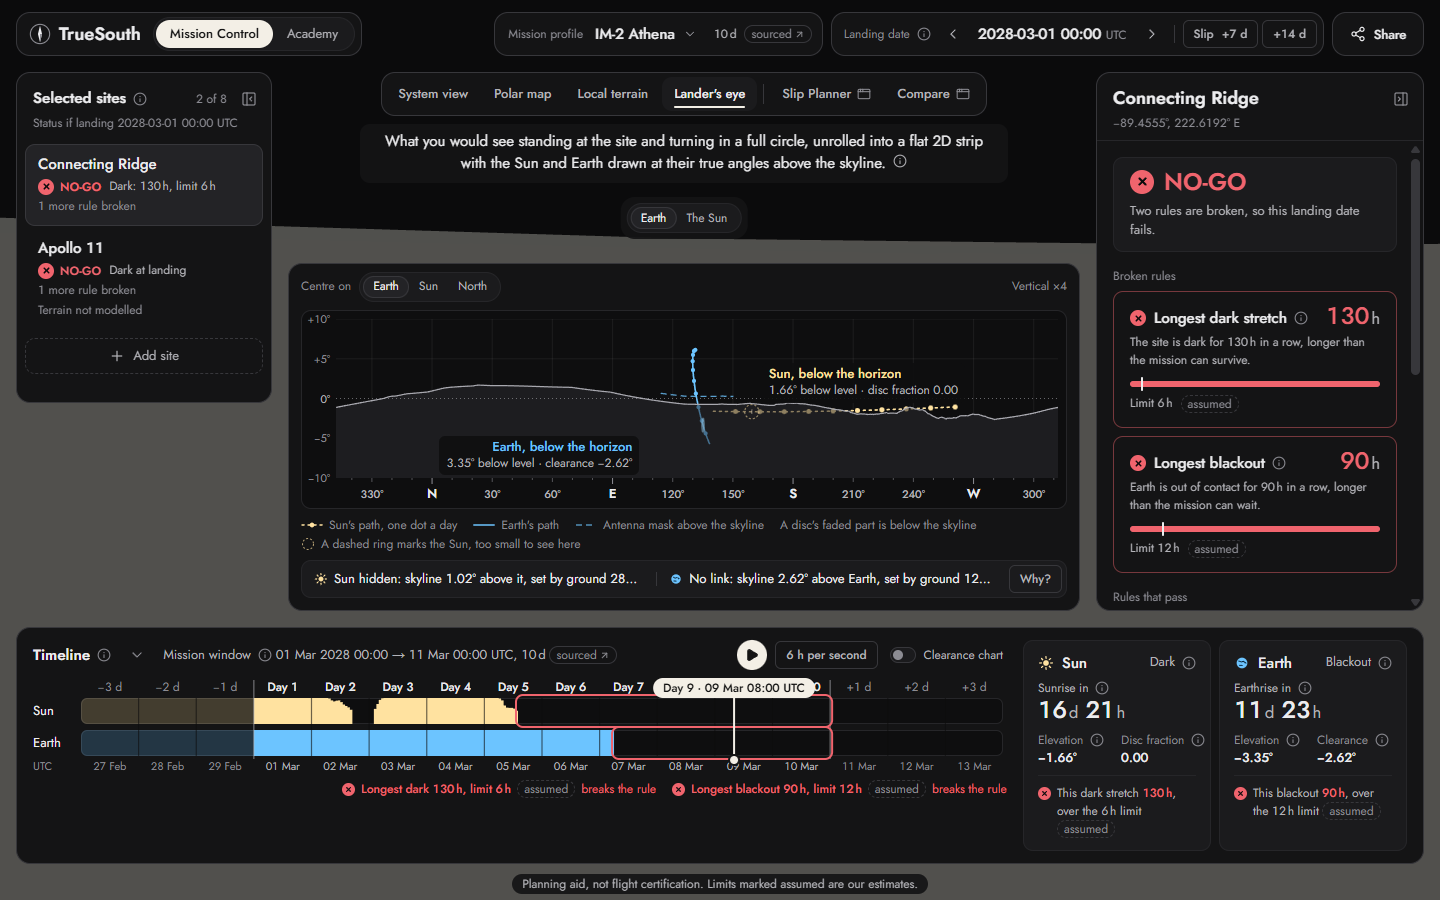 TrueSouth
Mission Control
Academy
Mission profile IM-2 Athena 10 d sourced ↗
Landing date 2028-03-01 00:00 UTC
Slip +7 d +14 d
Share
Selected sites 2 of 8
Status if landing 2028-03-01 00:00 UTC
Connecting Ridge
NO-GO Dark: 130 h, limit 6 h
1 more rule broken
Apollo 11
NO-GO Dark at landing
1 more rule broken
Terrain not modelled
+ Add site
System view
Polar map
Local terrain
Lander's eye
Slip Planner
Compare
What you would see standing at the site and turning in a full circle, unrolled into a flat 2D strip
with the Sun and Earth drawn at their true angles above the skyline.
Earth The Sun
Centre on Earth Sun North Vertical ×4
+10°
+5°
0°
−5°
−10°
Sun, below the horizon
1.66° below level · disc fraction 0.00
Earth, below the horizon
3.35° below level · clearance −2.62°
330° N 30° 60° E 120° 150° S 210° 240° W 300°
Sun's path, one dot a day Earth's path Antenna mask above the skyline A disc's faded part is below the skyline
A dashed ring marks the Sun, too small to see here
Sun hidden: skyline 1.02° above it, set by ground 28...
No link: skyline 2.62° above Earth, set by ground 12...
Why?
Connecting Ridge
−89.4555°, 222.6192° E
NO-GO
Two rules are broken, so this landing date
fails.
Broken rules
Longest dark stretch 130 h
The site is dark for 130 h in a row, longer than
the mission can survive.
Limit 6 h assumed
Longest blackout 90 h
Earth is out of contact for 90 h in a row, longer
than the mission can wait.
Limit 12 h assumed
Rules that pass
Timeline Mission window 01 Mar 2028 00:00 → 11 Mar 00:00 UTC, 10 d sourced ↗
6 h per second
Clearance chart
−3 d −2 d −1 d Day 1 Day 2 Day 3 Day 4 Day 5 Day 6 Day 7 Day 9 · 09 Mar 08:00 UTC 0 +1 d +2 d +3 d
Sun
Earth
UTC 27 Feb 28 Feb 29 Feb 01 Mar 02 Mar 03 Mar 04 Mar 05 Mar 06 Mar 07 Mar 08 Mar 09 Mar 10 Mar 11 Mar 12 Mar 13 Mar
Longest dark 130 h, limit 6 h assumed breaks the rule
Longest blackout 90 h, limit 12 h assumed breaks the rule
Sun Dark
Sunrise in
16 d 21 h
Elevation Disc fraction
−1.66° 0.00
This dark stretch 130 h,
over the 6 h limit
assumed
Earth Blackout
Earthrise in
11 d 23 h
Elevation Clearance
−3.35° −2.62°
This blackout 90 h, over
the 12 h limit assumed
Planning aid, not flight certification. Limits marked assumed are our estimates.